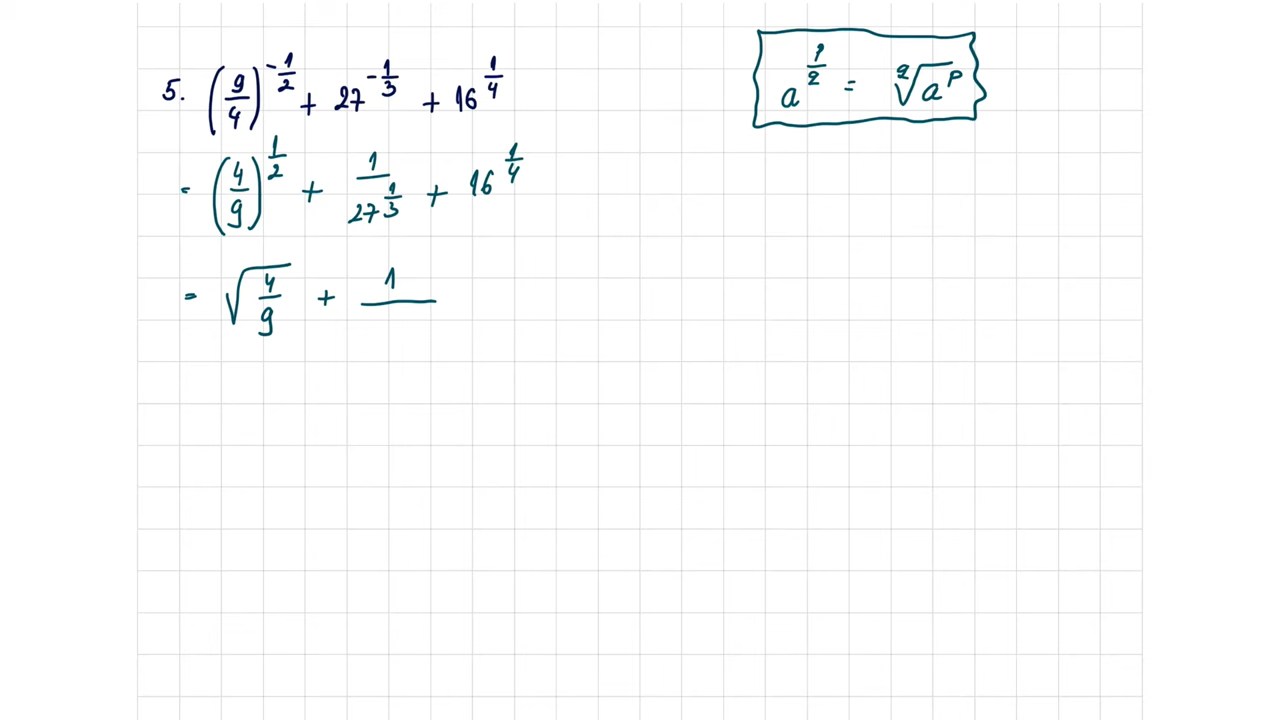 5. (9/4)^(-1/2) + 27^(-1/3) + 16^(1/4)
a^(p/q) = ^q√(a^p)
= (4/9)^(1/2) + 1/27^(1/3) + 16^(1/4)
= √(4/9) + 1/